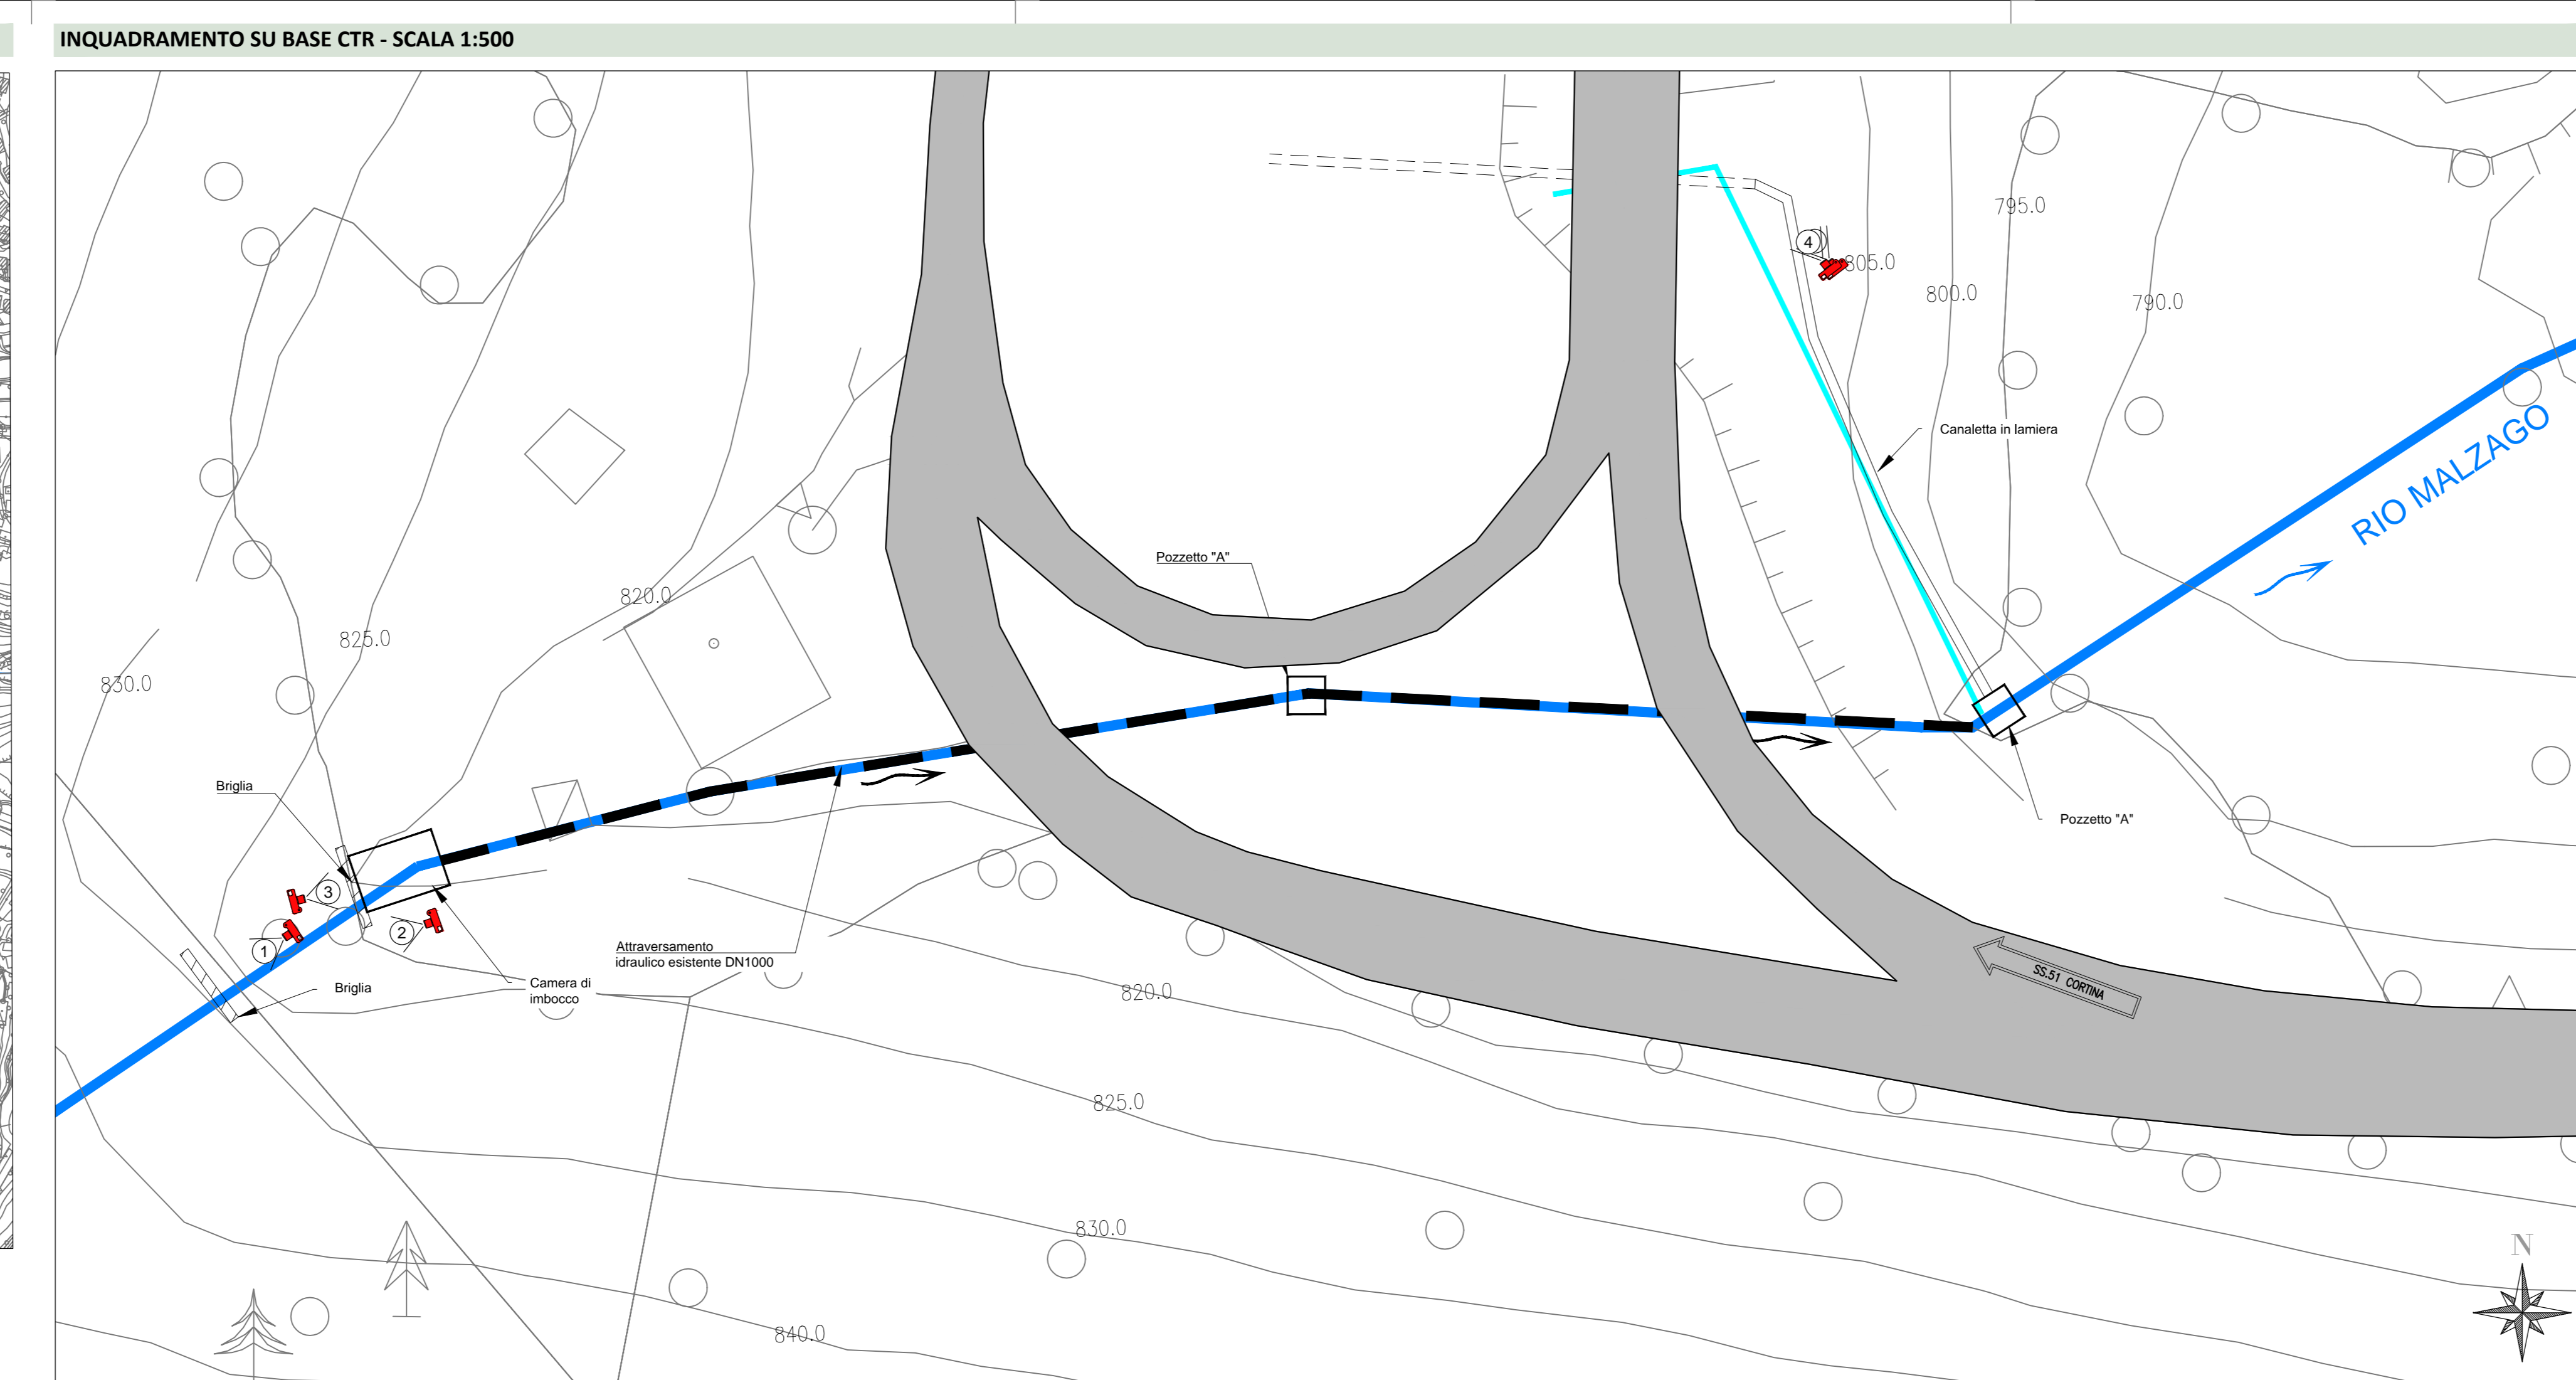 INQUADRAMENTO SU BASE CTR - SCALA 1:500
795.0
4
805.0
800.0
790.0
Canaletta in lamiera
RIO MALZAGO
Pozzetto "A"
820.0
825.0
830.0
Briglia
Pozzetto "A"
3
2
1
Attraversamento
idraulico esistente DN1000
Camera di
imbocco
Briglia
SS.51 CORTINA
820.0
825.0
830.0
N
840.0